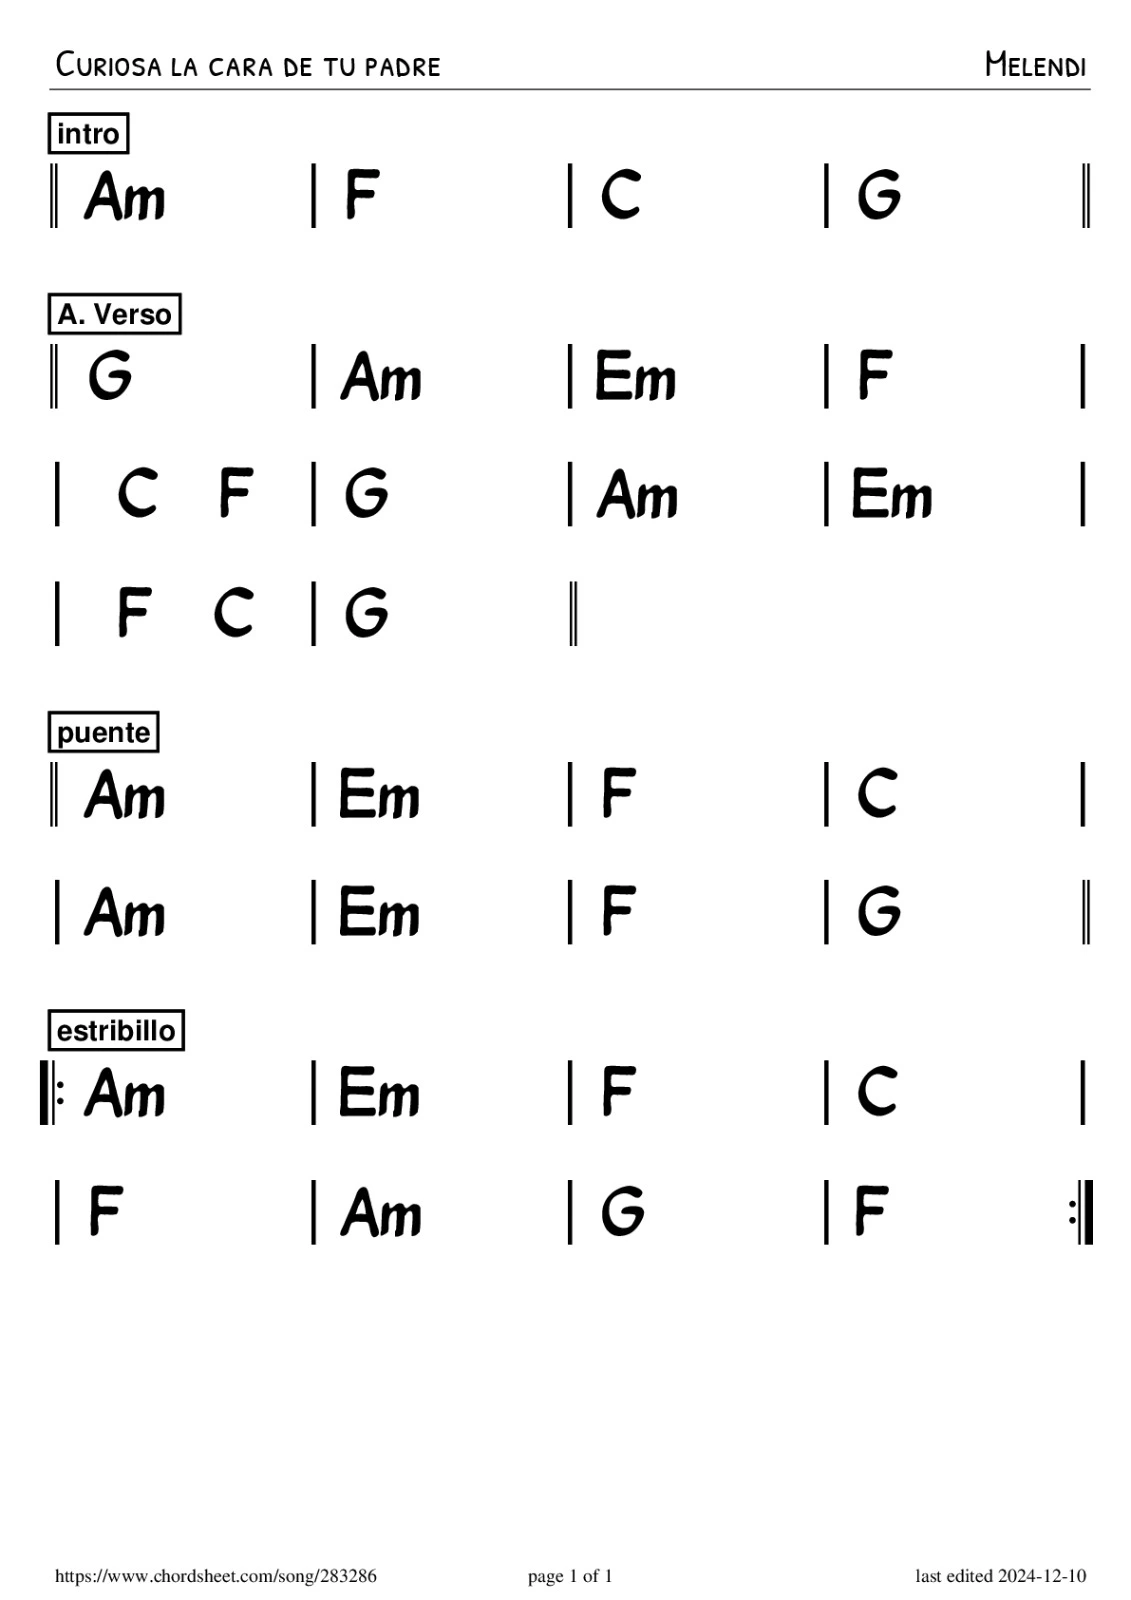 Curiosa la cara de tu padre Melendi
intro
Am F C G
A. Verso
G Am Em F
C F G Am Em
F C G
puente
Am Em F C
Am Em F G
estribillo
Am Em F C
F Am G F
https://www.chordsheet.com/song/283286 page 1 of 1 last edited 2024-12-10